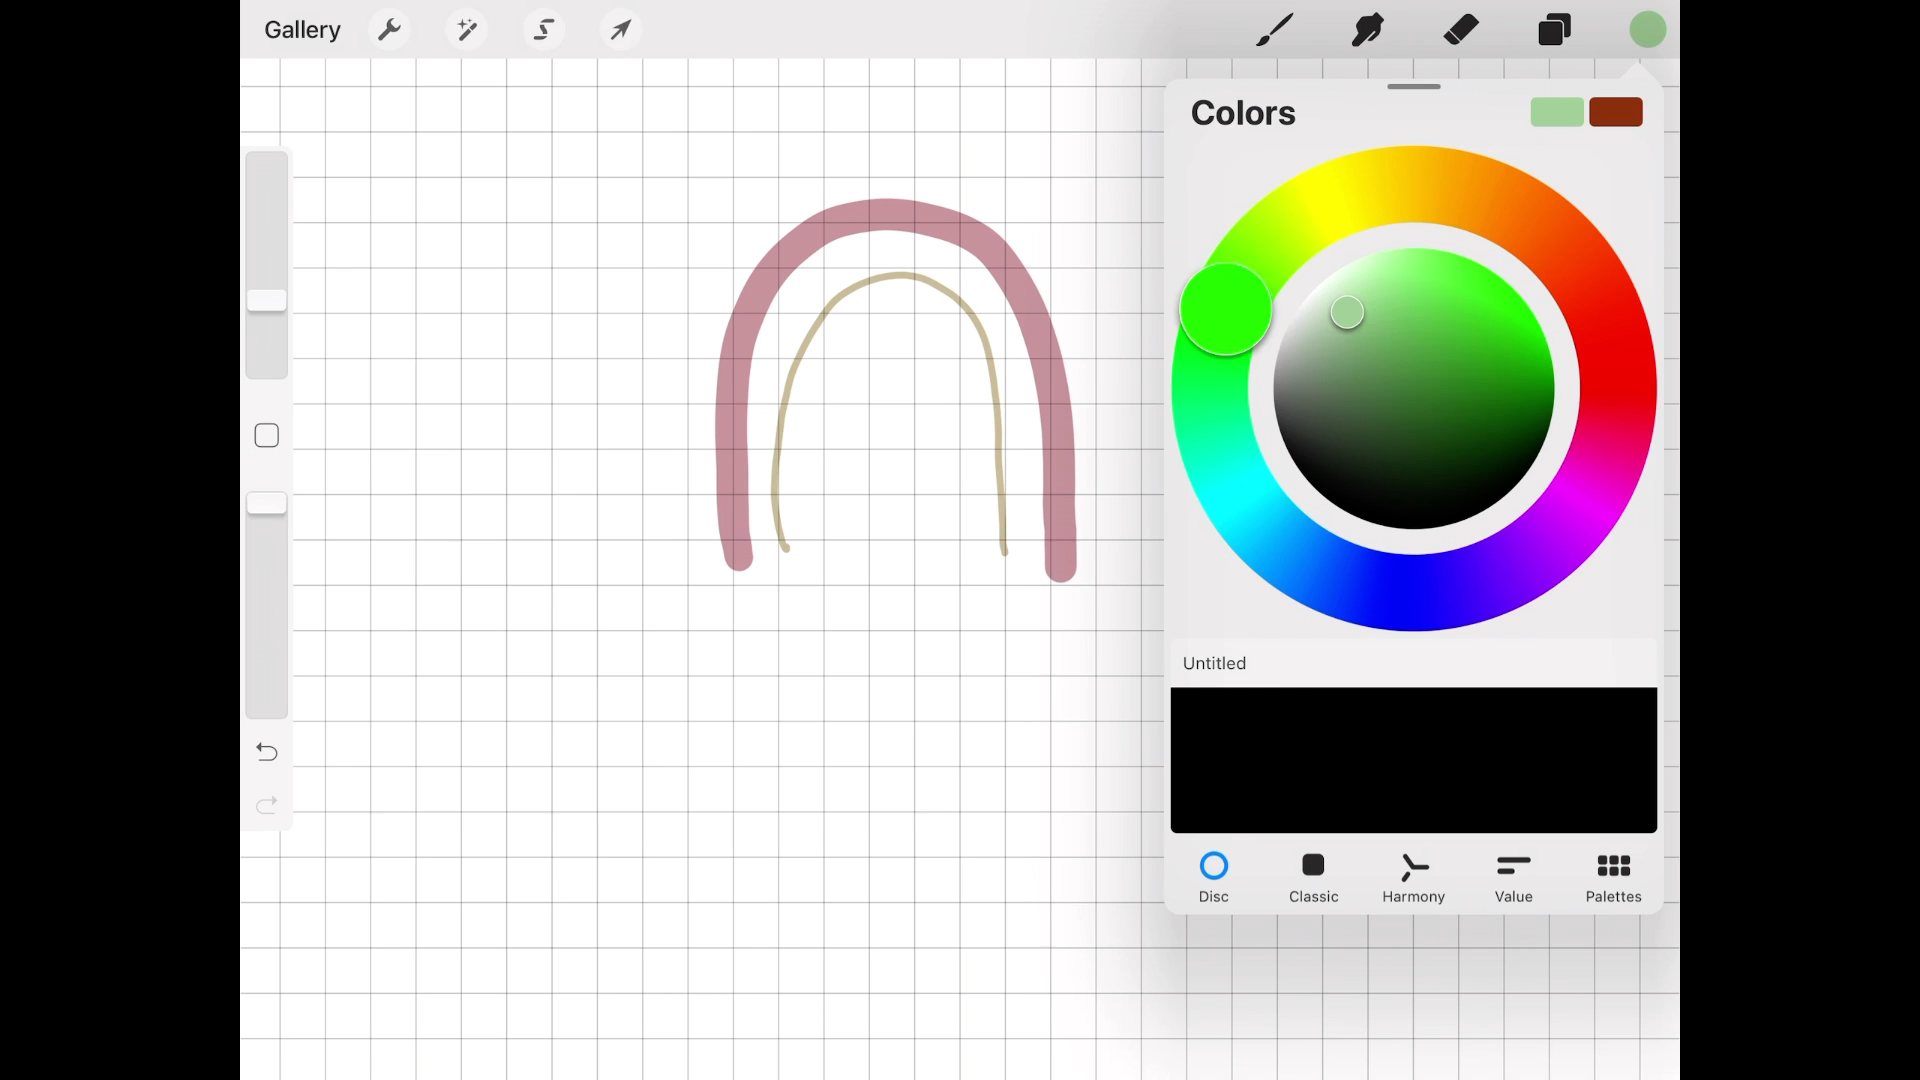 Gallery
Colors
Untitled
Disc
Classic
Harmony
Value
Palettes